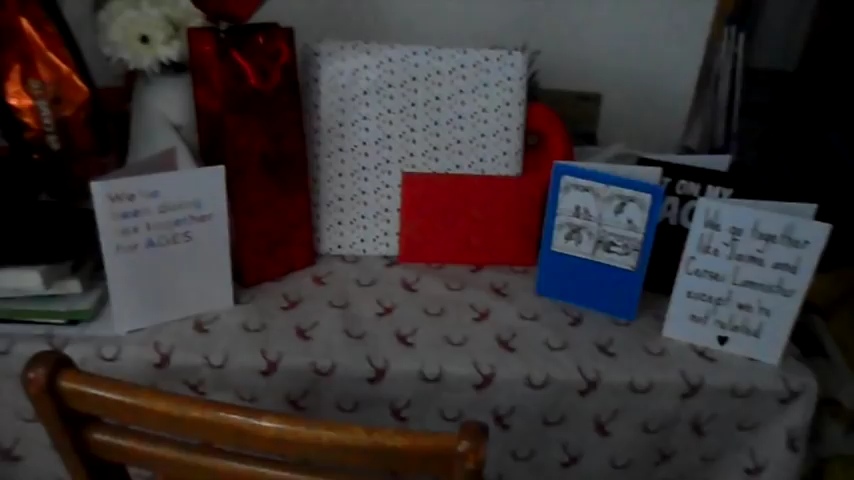 We've
been doing
us together
for AGES
Y ON MY
We go together
like Jaime and
Cersei Lannister
except we're
not related